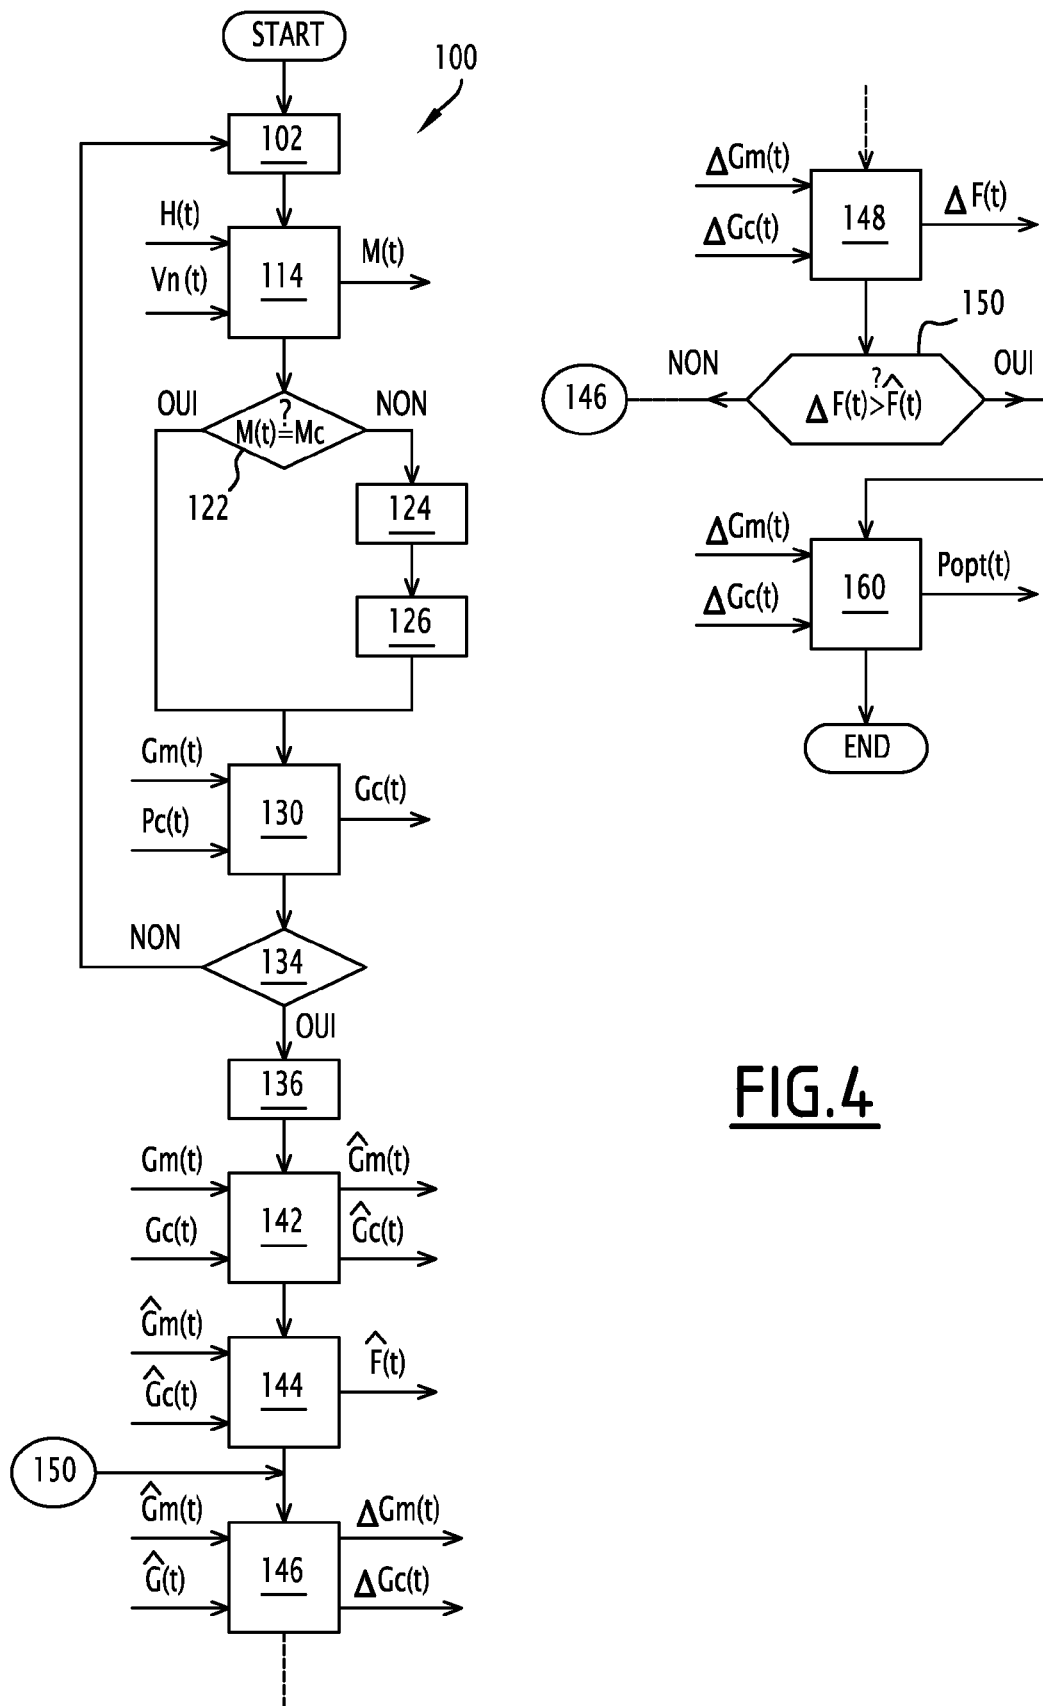 START
100
102
H(t)
Vn(t)
114
M(t)
OUI
NON
?
M(t)=Mc
122
124
126
Gm(t)
Pc(t)
130
Gc(t)
NON
134
OUI
136
Gm(t)
Gc(t)
142
Ĝm(t)
Ĝc(t)
Ĝm(t)
Ĝc(t)
144
F̂(t)
150
Ĝm(t)
Ĝ(t)
146
ΔGm(t)
ΔGc(t)
ΔGm(t)
ΔGc(t)
148
ΔF(t)
150
NON
OUI
146
?
ΔF(t)>F̂(t)
ΔGm(t)
ΔGc(t)
160
Popt(t)
END
FIG.4